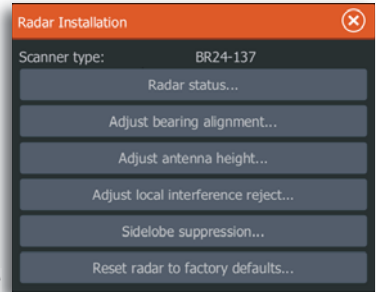 Radar Installation
Scanner type: BR24-137
Radar status...
Adjust bearing alignment...
Adjust antenna height...
Adjust local interference reject...
Sidelobe suppression...
Reset radar to factory defaults...